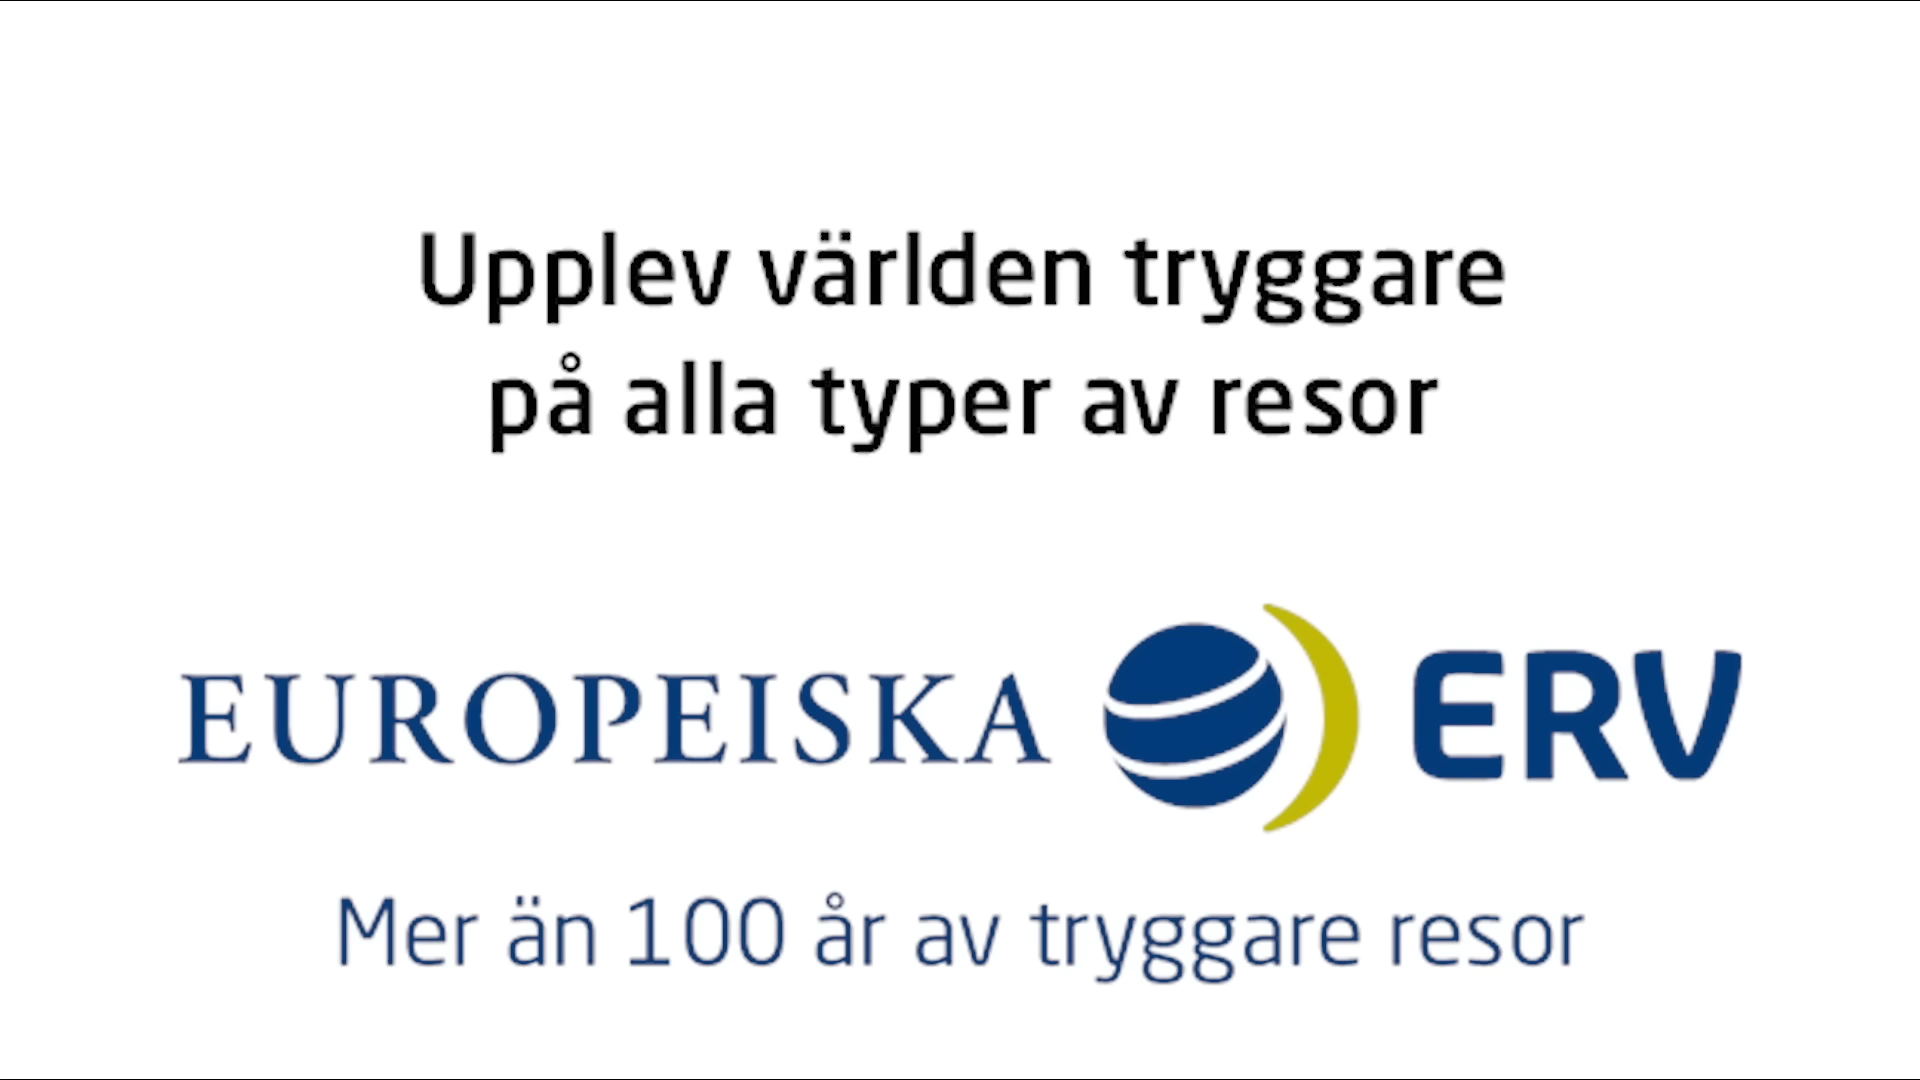 Upplev världen tryggare
på alla typer av resor
EUROPEISKA ERV
Mer än 100 år av tryggare resor